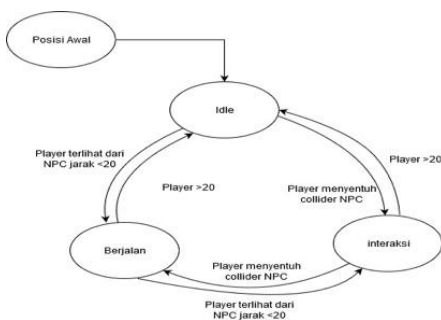 Posisi Awal
Idle
Player terlihat dari
NPC jarak <20
Player >20
Player >20
Player menyentuh
collider NPC
Berjalan
interaksi
Player menyentuh
collider NPC
Player terlihat dari
NPC jarak <20